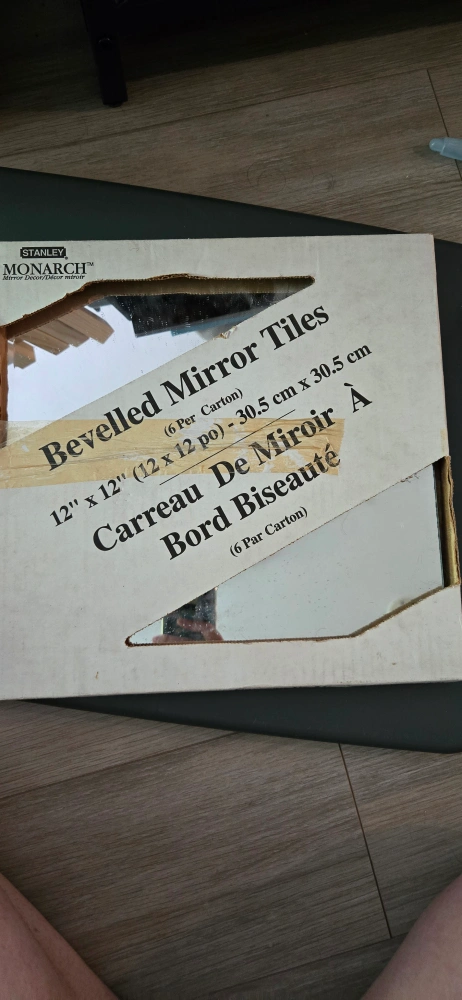 STANLEY
MONARCH™
Mirror Decor/Décor miroir
Bevelled Mirror Tiles
(6 Per Carton)
12" x 12" (12 x 12 po) - 30.5 cm x 30.5 cm
Carreau De Miroir À
Bord Biseauté
(6 Par Carton)